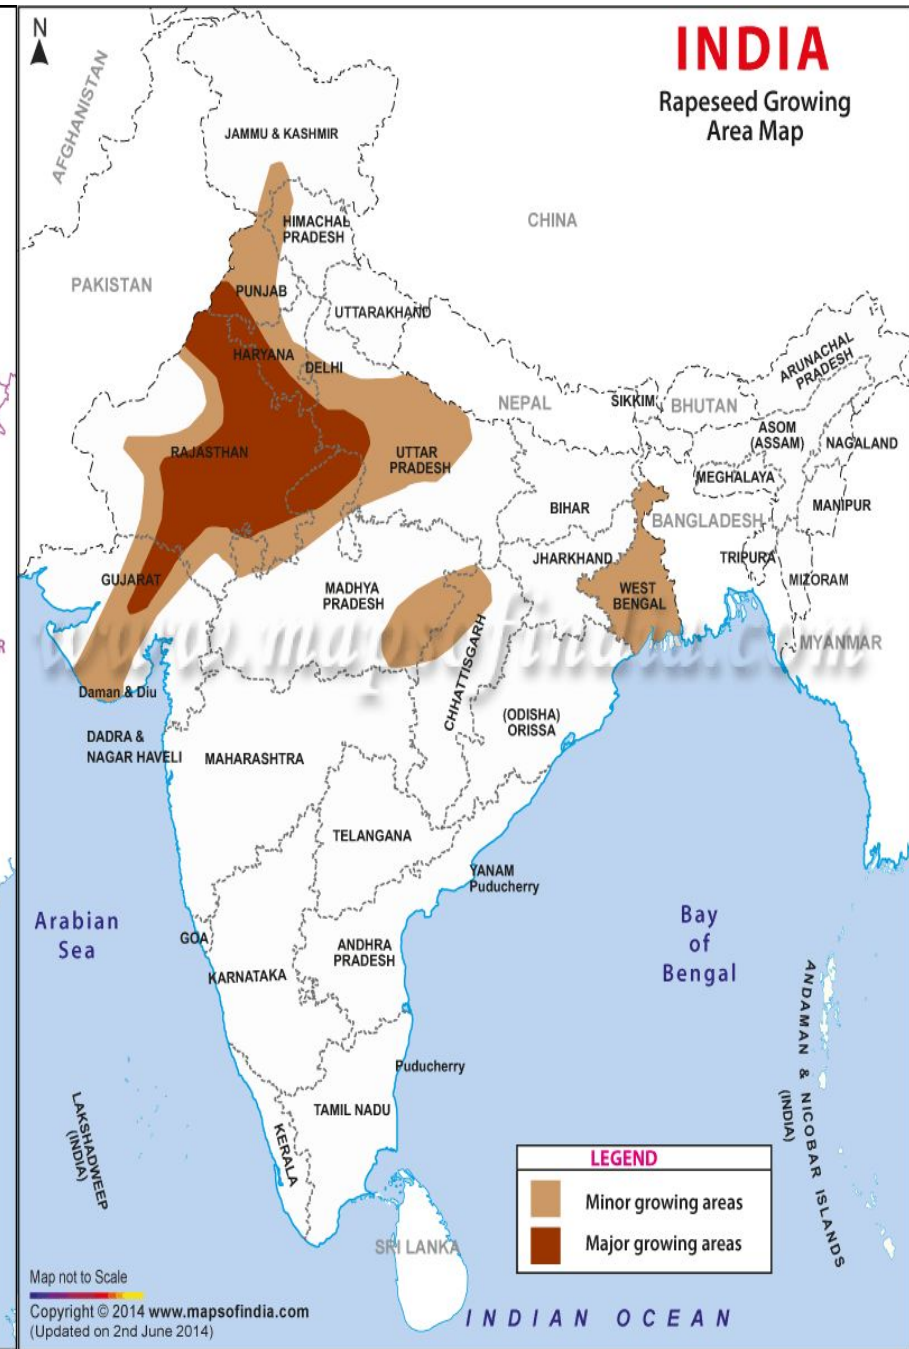 N
INDIA
Rapeseed Growing
Area Map
AFGHANISTAN
JAMMU & KASHMIR
CHINA
HIMACHAL
PRADESH
PAKISTAN
PUNJAB
UTTARAKHAND
HARYANA
DELHI
ARUNACHAL
PRADESH
NEPAL
SIKKIM
BHUTAN
RAJASTHAN
UTTAR
PRADESH
ASOM
(ASSAM)
NAGALAND
MEGHALAYA
BIHAR
BANGLADESH
MANIPUR
JHARKHAND
TRIPURA
GUJARAT
MADHYA
PRADESH
WEST
BENGAL
MIZORAM
www.mapsofindia.com
MYANMAR
CHHATTISGARH
Daman & Diu
DADRA &
NAGAR HAVELI
(ODISHA)
ORISSA
MAHARASHTRA
TELANGANA
YANAM
Puducherry
Arabian
Sea
Bay
of
Bengal
GOA
ANDHRA
PRADESH
KARNATAKA
ANDAMAN & NICOBAR ISLANDS
(INDIA)
Puducherry
LAKSHADWEEP
(INDIA)
TAMIL NADU
KERALA
LEGEND
Minor growing areas
Major growing areas
SRI LANKA
Map not to Scale
Copyright © 2014 www.mapsofindia.com
(Updated on 2nd June 2014)
INDIAN OCEAN
R